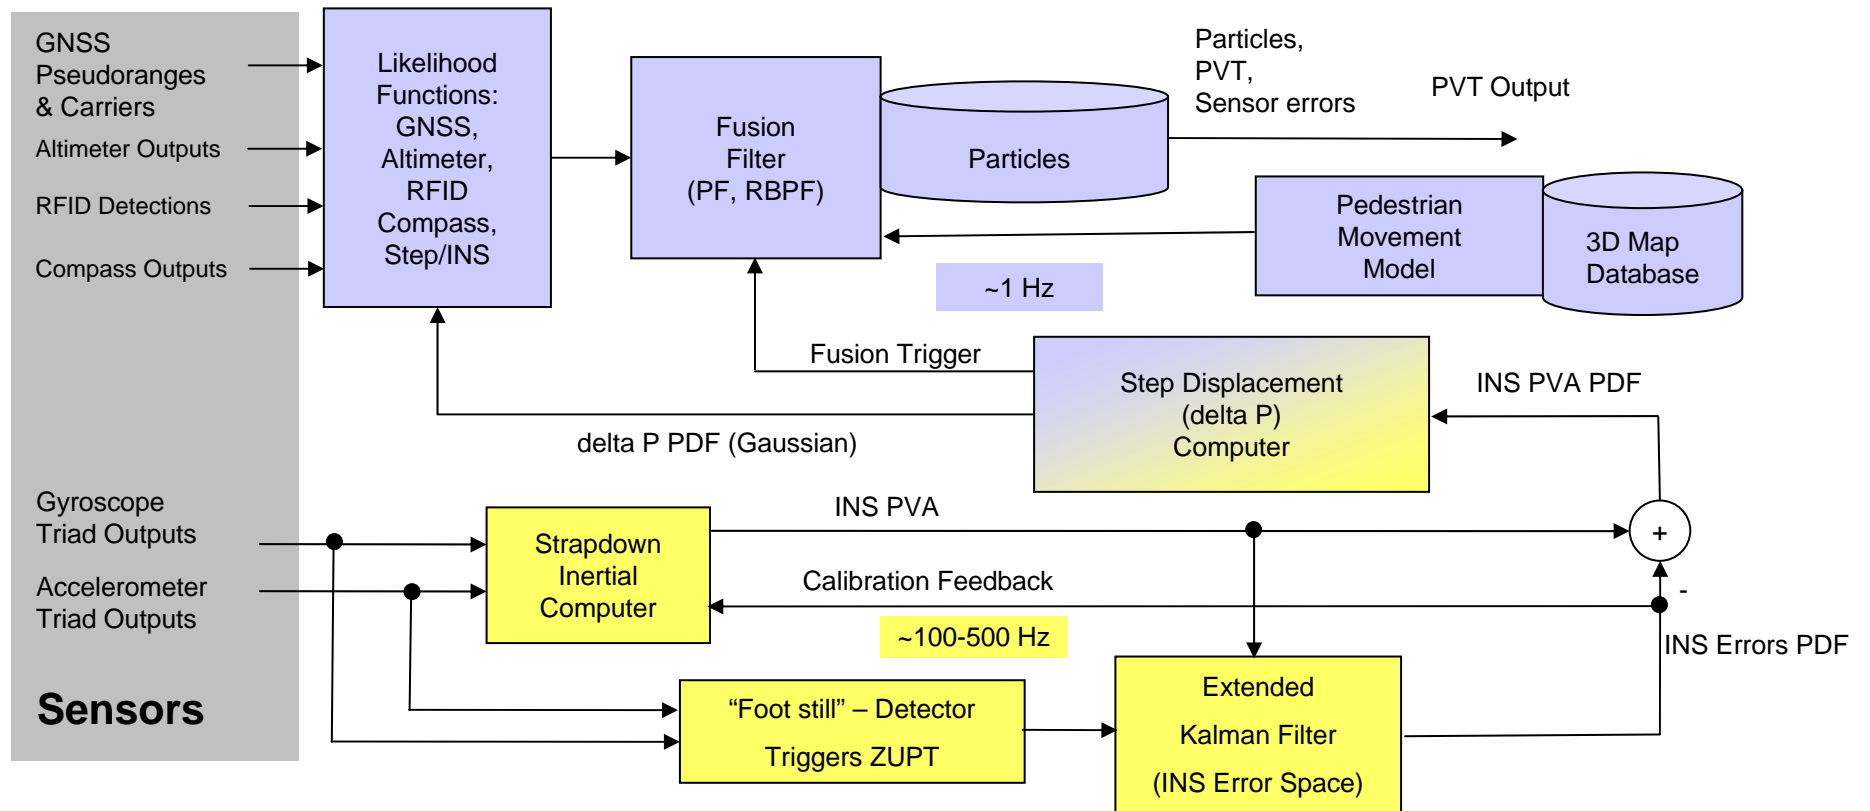 GNSS
Pseudoranges
& Carriers
Altimeter Outputs
RFID Detections
Compass Outputs
Gyroscope
Triad Outputs
Accelerometer
Triad Outputs
Sensors
Likelihood
Functions:
GNSS,
Altimeter,
RFID
Compass,
Step/INS
Fusion
Filter
(PF, RBPF)
Particles
Particles,
PVT,
Sensor errors
PVT Output
Pedestrian
Movement
Model
3D Map
Database
~1 Hz
Fusion Trigger
delta P PDF (Gaussian)
Step Displacement
(delta P)
Computer
INS PVA PDF
INS PVA
Strapdown
Inertial
Computer
Calibration Feedback
~100-500 Hz
+
-
INS Errors PDF
“Foot still” – Detector
Triggers ZUPT
Extended
Kalman Filter
(INS Error Space)